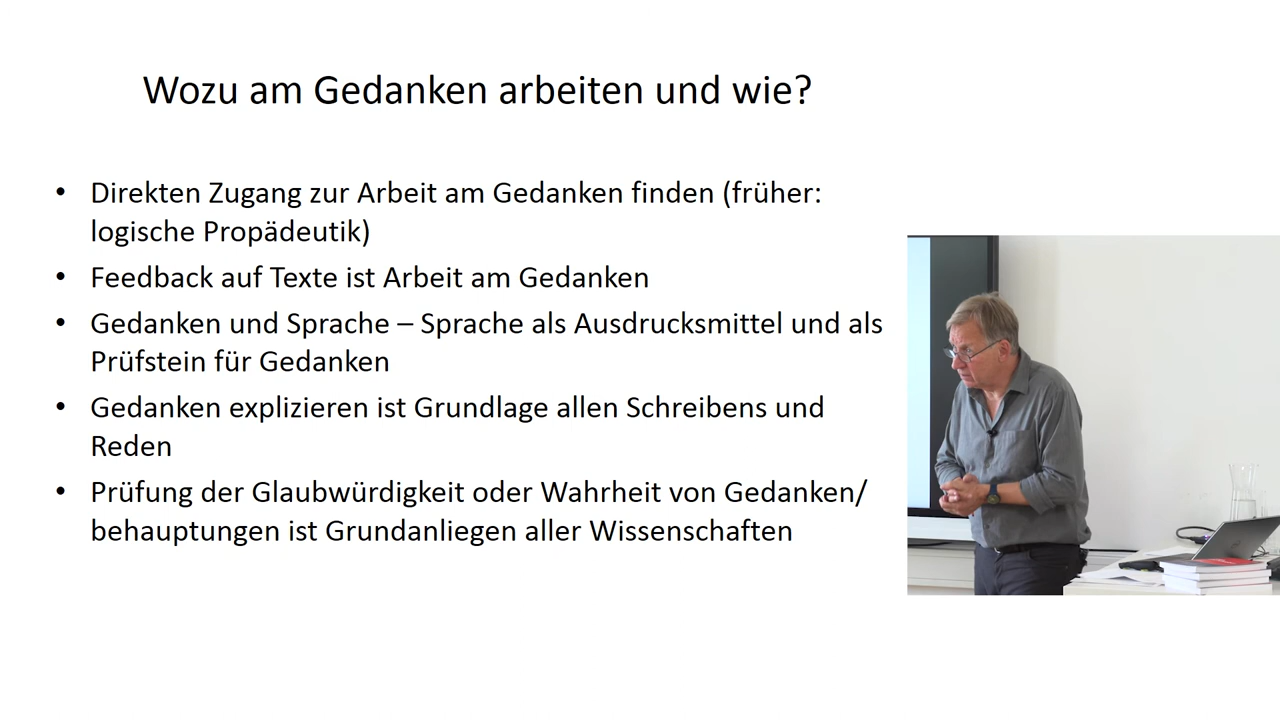 Wozu am Gedanken arbeiten und wie?
• Direkten Zugang zur Arbeit am Gedanken finden (früher:
logische Propädeutik)
• Feedback auf Texte ist Arbeit am Gedanken
• Gedanken und Sprache – Sprache als Ausdrucksmittel und als
Prüfstein für Gedanken
• Gedanken explizieren ist Grundlage allen Schreibens und
Reden
• Prüfung der Glaubwürdigkeit oder Wahrheit von Gedanken/
behauptungen ist Grundanliegen aller Wissenschaften